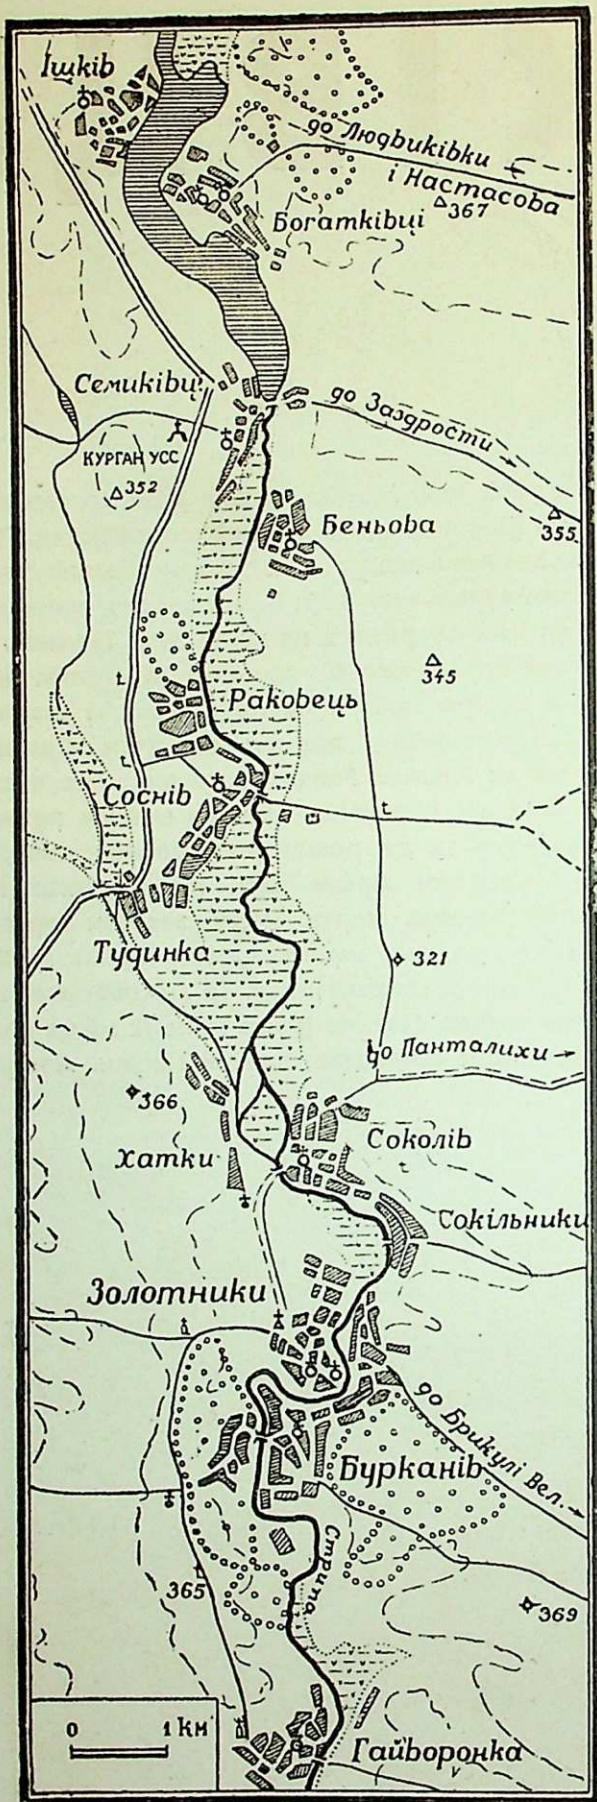 Ішків
до Людвиківки
і Настасова
367
Богатківці
Семиківці
до Заздрости
КУРГАН УСС
352
355
Беньова
345
Раковець
Соснів
Тудинка
321
до Панталихи
366
Хатки
Соколів
Сокільники
Золотники
до Брикулі Вел.
Бурканів
Стрипа
365
369
0 1 км
Гайворонка